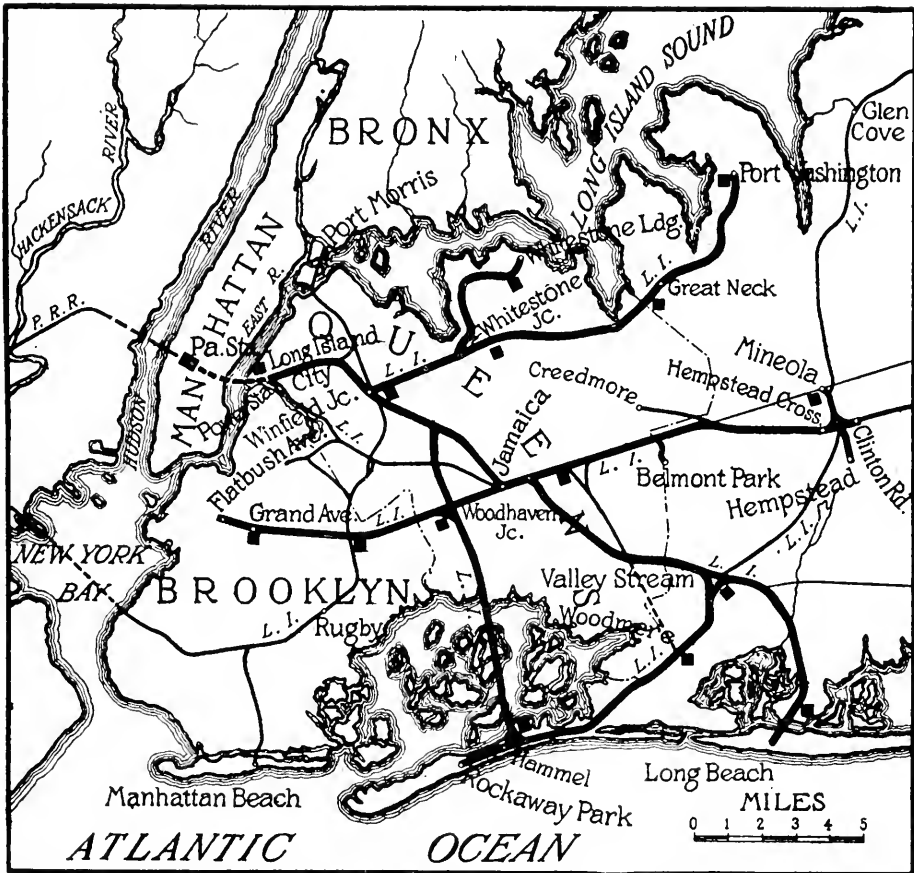 LONG ISLAND SOUND
Glen
Cove
BRONX
HACKENSACK
RIVER
RIVER
HUDSON
MANHATTAN
Port Morris
Port Washington
L. I.
Whitestone Ldg.
EAST R.
L. I.
Great Neck
P.R.R.
Whitestone
Jc.
QUEENS
Pa. Sta.
Long Island
City
L. I.
Mineola
Creedmore
Hempstead Cross.
Winfield Jc.
L. I.
Jamaica
Flatbush Ave.
L. I.
Belmont Park
Clinton Rd.
Hempstead
Grand Ave.
L. I.
Woodhaven
Jc.
L. I.
NEW YORK
BAY
BROOKLYN
L. I.
Valley Stream
L. I.
Woodmere
L. I.
Rugby
L. I.
Hammel
Rockaway Park
Long Beach
Manhattan Beach
MILES
0 1 2 3 4 5
ATLANTIC OCEAN